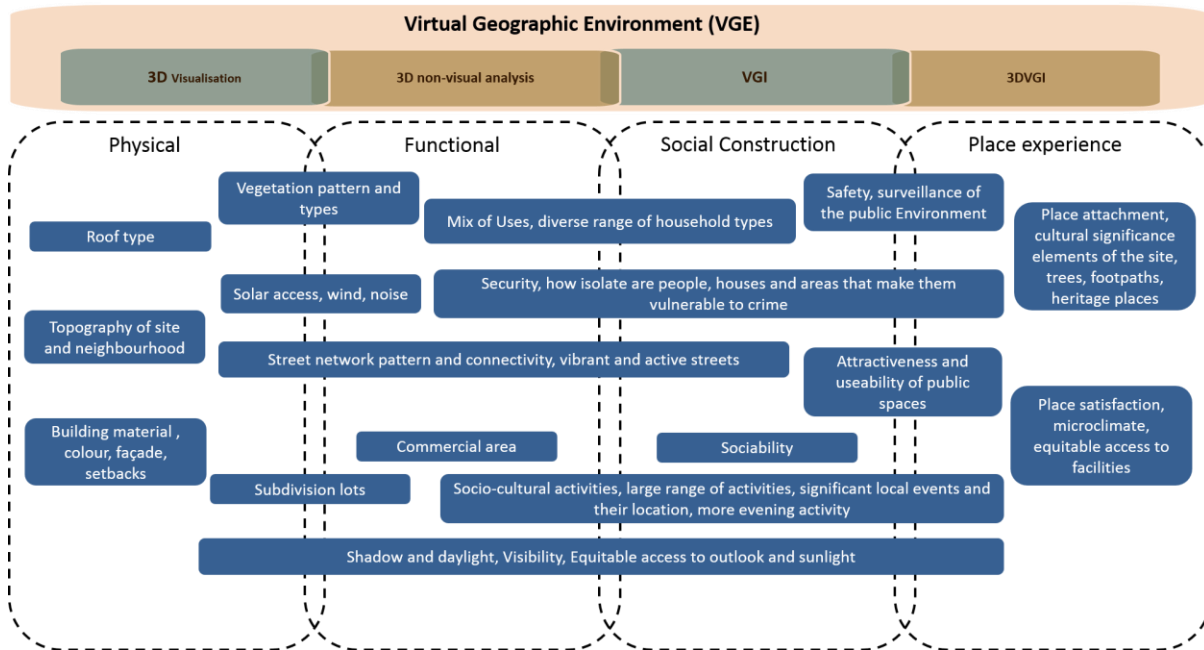 Virtual Geographic Environment (VGE)
3D Visualisation
3D non-visual analysis
VGI
3DVGI
Physical
Functional
Social Construction
Place experience
Vegetation pattern and
types
Safety, surveillance of
the public Environment
Roof type
Mix of Uses, diverse range of household types
Place attachment,
cultural significance
elements of the site,
trees, footpaths,
heritage places
Solar access, wind, noise
Security, how isolate are people, houses and areas that make them
vulnerable to crime
Topography of site
and neighbourhood
Street network pattern and connectivity, vibrant and active streets
Attractiveness and
useability of public
spaces
Building material ,
colour, façade,
setbacks
Commercial area
Sociability
Place satisfaction,
microclimate,
equitable access to
facilities
Subdivision lots
Socio-cultural activities, large range of activities, significant local events and
their location, more evening activity
Shadow and daylight, Visibility, Equitable access to outlook and sunlight